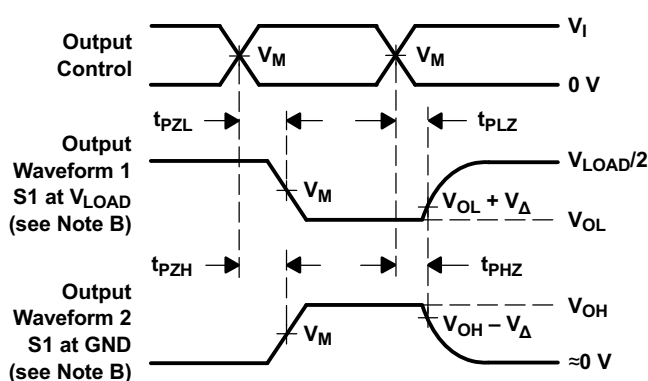 Output
Control
V_M
V_M
V_I
0 V
t_PZL
t_PLZ
Output
Waveform 1
S1 at V_LOAD
(see Note B)
V_M
V_LOAD/2
V_OL + V_Δ
V_OL
t_PZH
t_PHZ
Output
Waveform 2
S1 at GND
(see Note B)
V_M
V_OH
V_OH − V_Δ
≈0 V